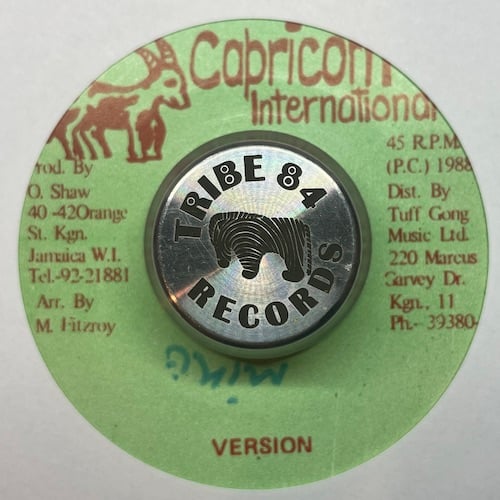 Capricorn
International
Prod. By
O. Shaw
40 -42Orange
St. Kgn.
Jamaica W.I.
Tel.-92-21881
Arr. By
M. Fitzroy
TRIBE 84
RECORDS
45 R.P.M.
(P.C.) 1988
Dist. By
Tuff Gong
Music Ltd.
220 Marcus
Garvey Dr.
Kgn., 11
Ph.- 39380-
VERSION